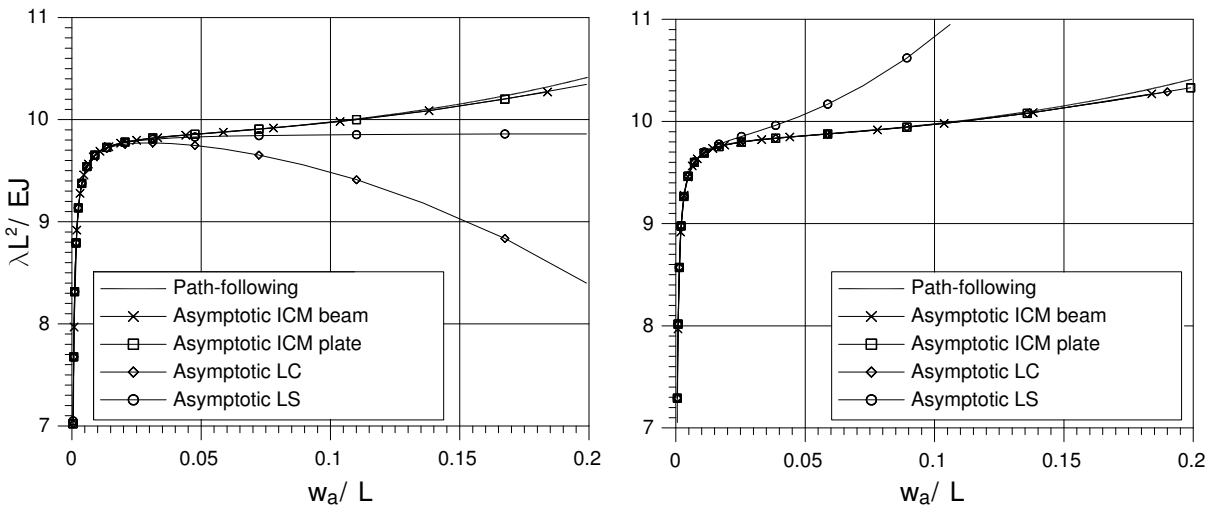 11
10
9
8
7
λL²/ EJ
Path-following
Asymptotic ICM beam
Asymptotic ICM plate
Asymptotic LC
Asymptotic LS
0 0.05 0.1 0.15 0.2
wₐ/ L
11
10
9
8
7
Path-following
Asymptotic ICM beam
Asymptotic ICM plate
Asymptotic LC
Asymptotic LS
0 0.05 0.1 0.15 0.2
wₐ/ L